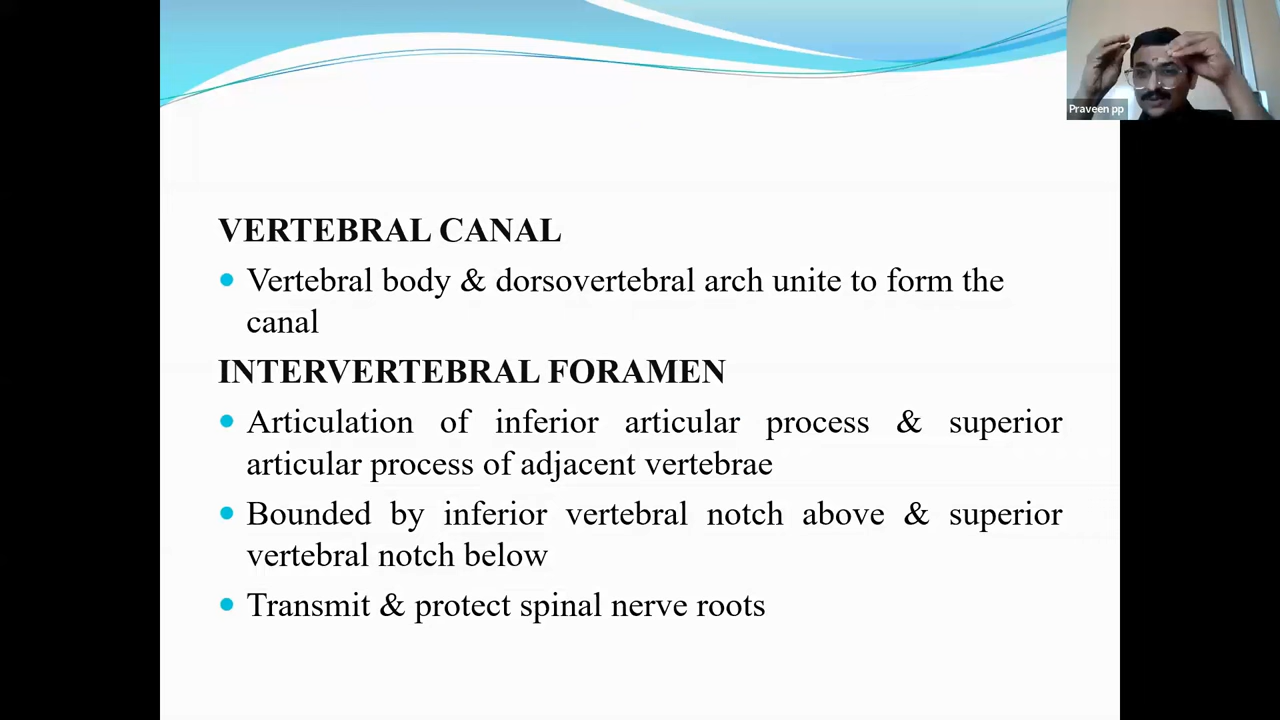 Praveen pp
VERTEBRAL CANAL
Vertebral body & dorsovertebral arch unite to form the
canal
INTERVERTEBRAL FORAMEN
Articulation of inferior articular process & superior
articular process of adjacent vertebrae
Bounded by inferior vertebral notch above & superior
vertebral notch below
Transmit & protect spinal nerve roots